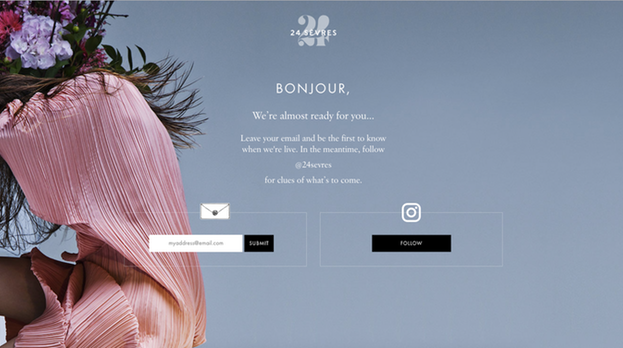 24 SÈVRES
BONJOUR,
We're almost ready for you...
Leave your email and be the first to know
when we're live. In the meantime, follow
@24sevres
for clues of what's to come.
myaddress@email.com
SUBMIT
FOLLOW